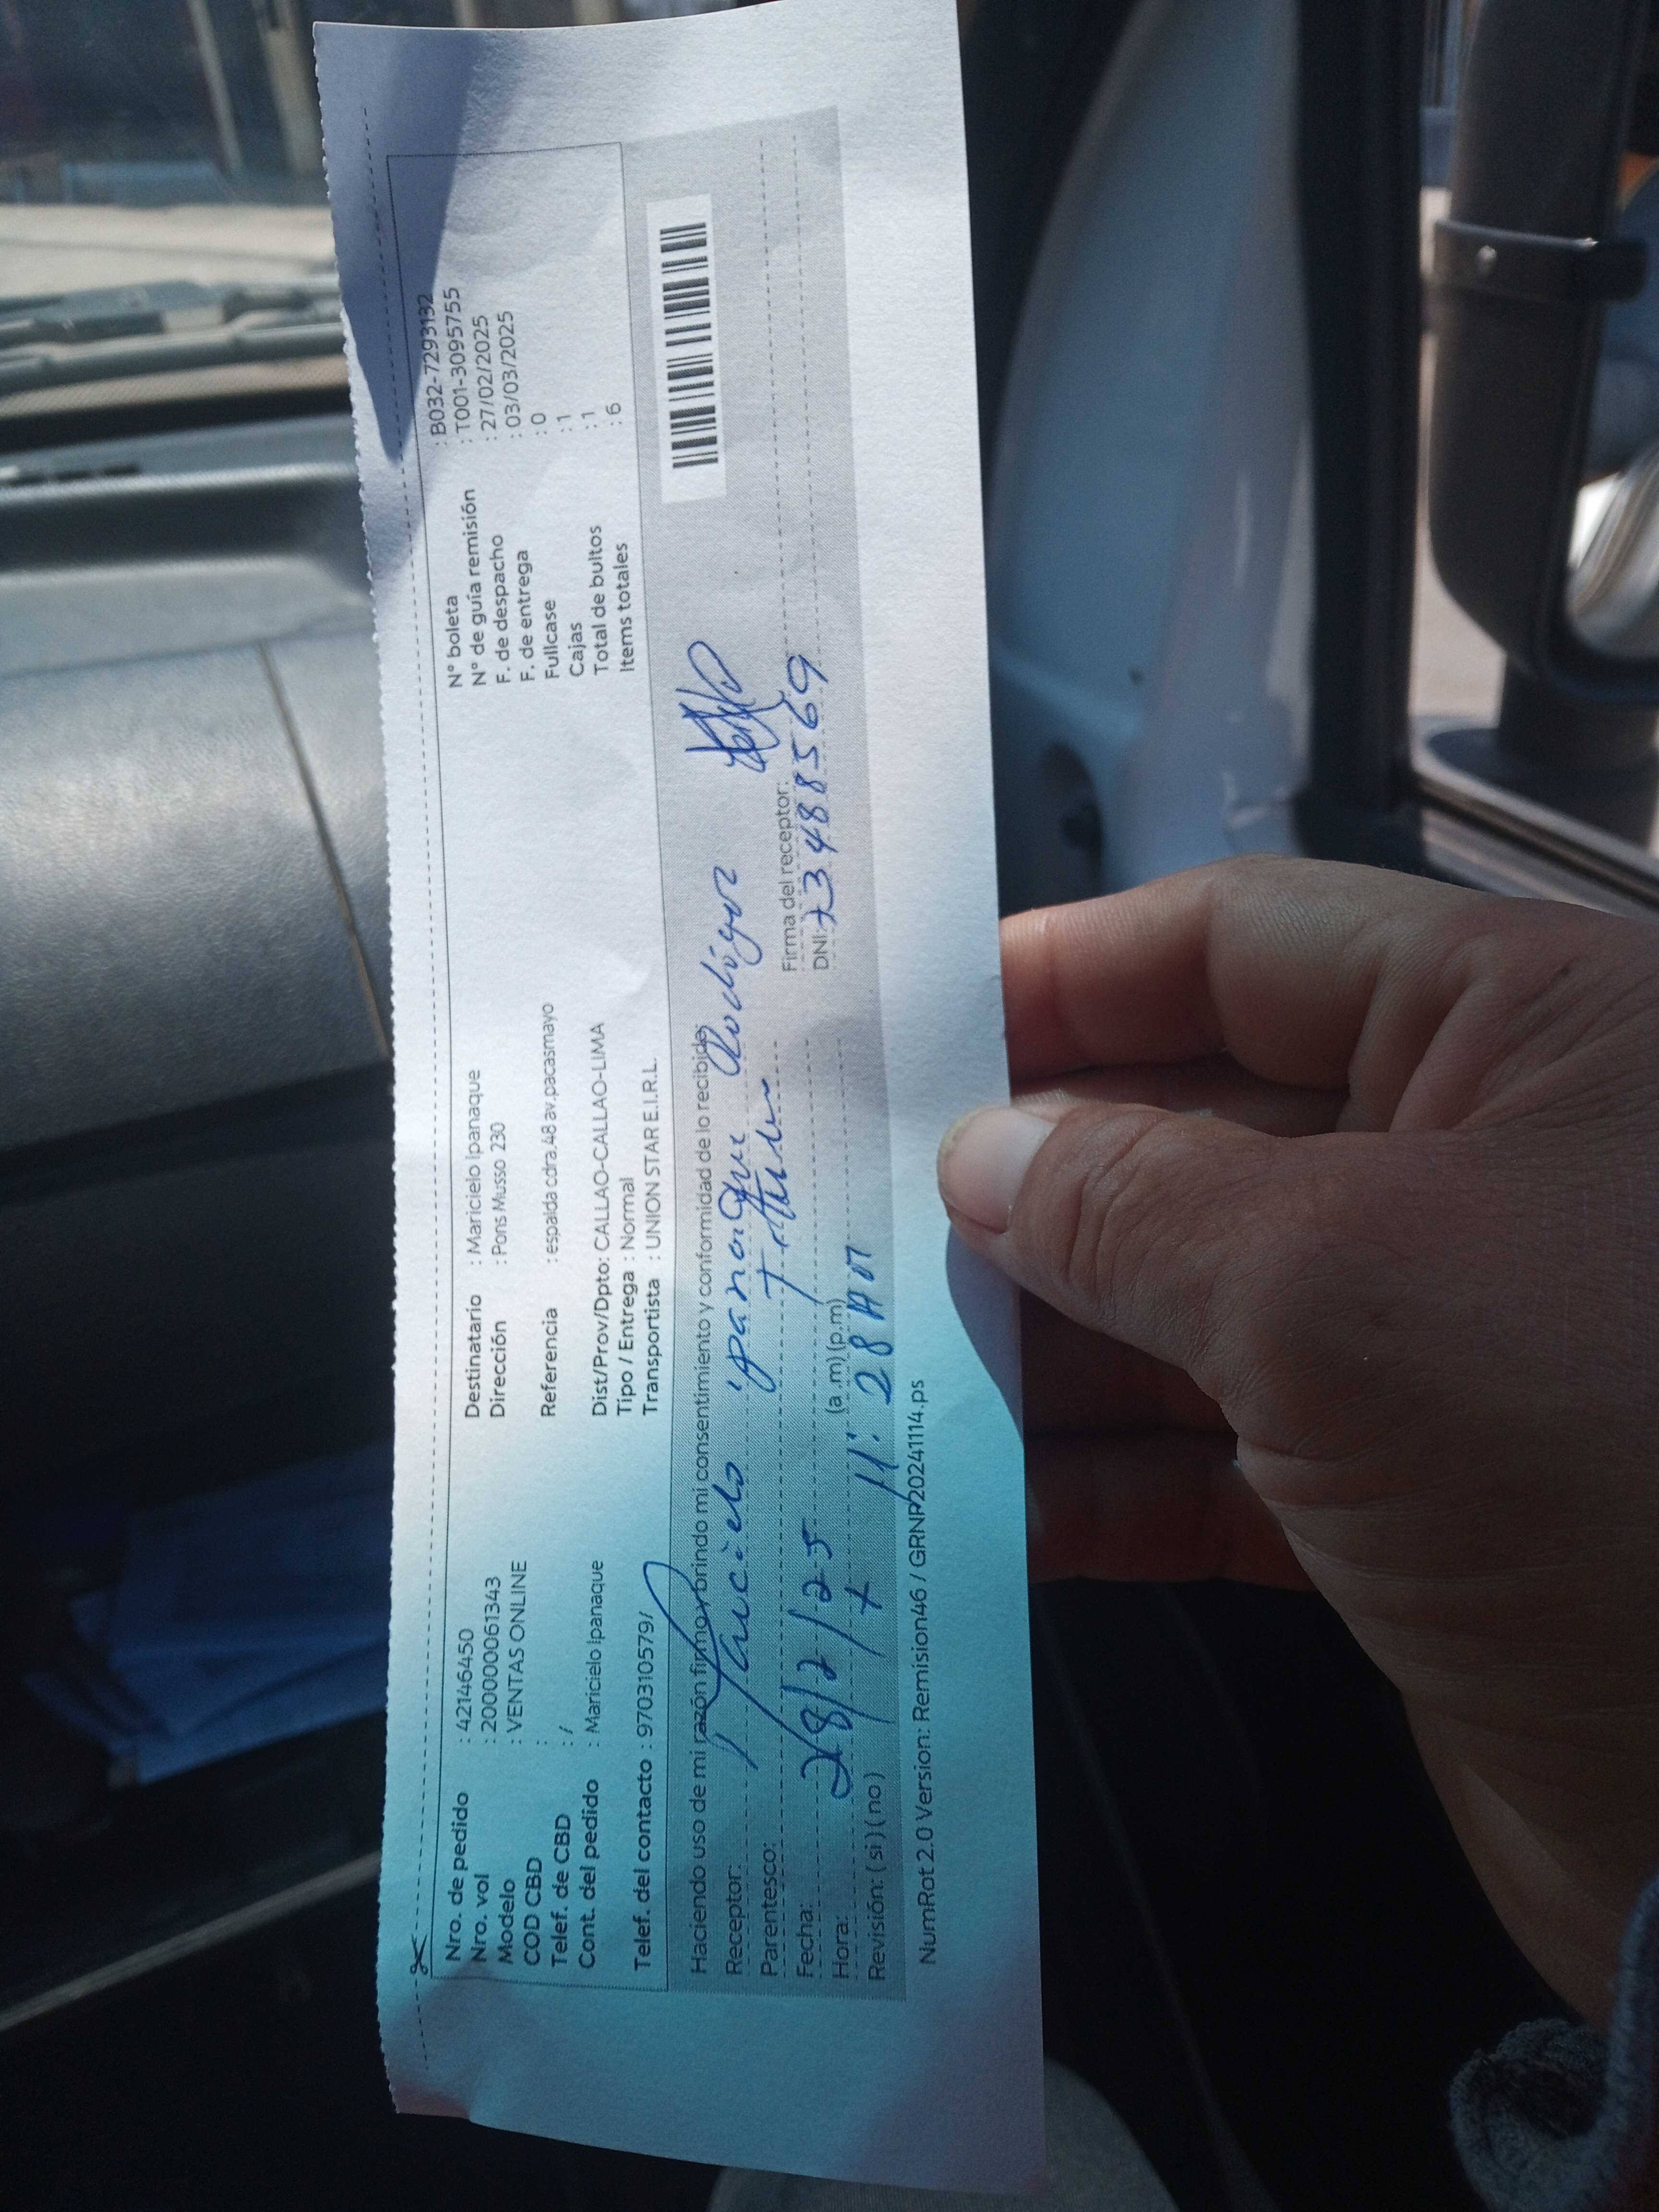 Nro. de pedido : 42146450
Nro. vol : 200000061343
Modelo : VENTAS ONLINE
COD CBD :
Telef. de CBD : /
Cont. del pedido : Maricielo Ipanaque
Telef. del contacto : 970310579/
Destinatario : Maricielo Ipanaque
Dirección : Pons Musso 230
Referencia : espalda cdra.48 av.pacasmayo
Dist/Prov/Dpto: CALLAO-CALLAO-LIMA
Tipo / Entrega : Normal
Transportista : UNION STAR E.I.R.L.
N° boleta : B032-7293132
N° de guía remisión : T001-3095755
F. de despacho : 27/02/2025
F. de entrega : 03/03/2025
Fullcase : 0
Cajas : 1
Total de bultos : 1
Items totales : 6
Haciendo uso de mi razón firmo y brindo mi consentimiento y conformidad de lo recibido:
Receptor: Maricielo ipanaque
Parentesco: Titular
Firma del receptor:
Fecha: 28/2/25
DNI: 73488569
Hora: (a.m) (p.m) 11:28 AM
Revisión: ( si ) ( no )
NumRot 2.0 Version: Remision46 / GRNP20241114.ps